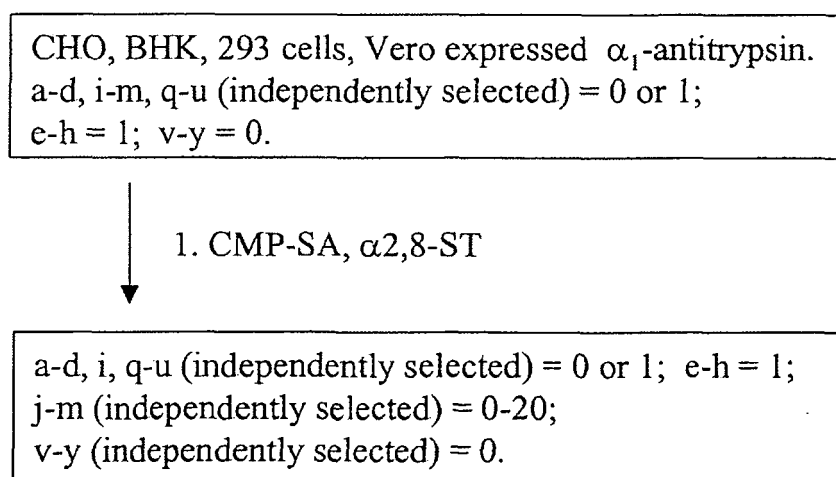 CHO, BHK, 293 cells, Vero expressed α₁-antitrypsin.
a-d, i-m, q-u (independently selected) = 0 or 1;
e-h = 1;  v-y = 0.
1. CMP-SA, α2,8-ST
a-d, i, q-u (independently selected) = 0 or 1;  e-h = 1;
j-m (independently selected) = 0-20;
v-y (independently selected) = 0.